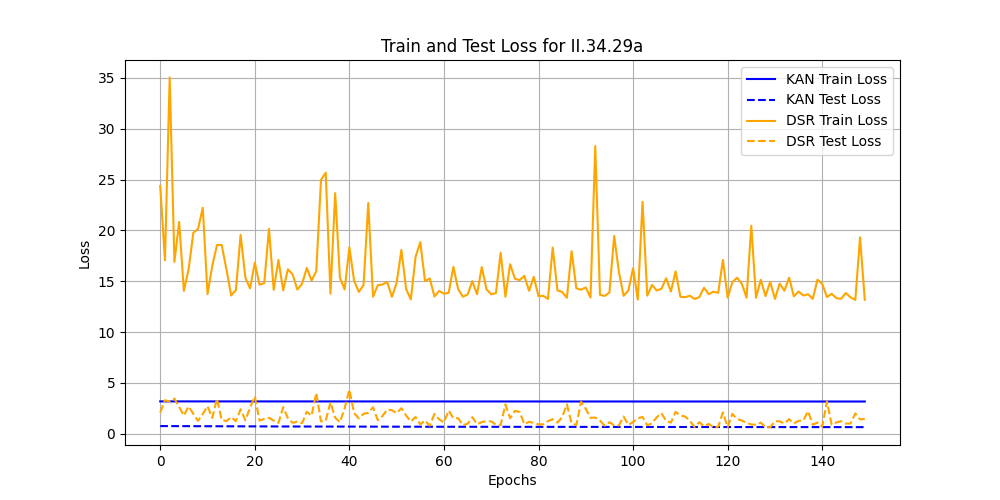 Train and Test Loss for II.34.29a
KAN Train Loss
KAN Test Loss
DSR Train Loss
DSR Test Loss
35
30
25
20
15
10
5
0
Loss
0 20 40 60 80 100 120 140
Epochs